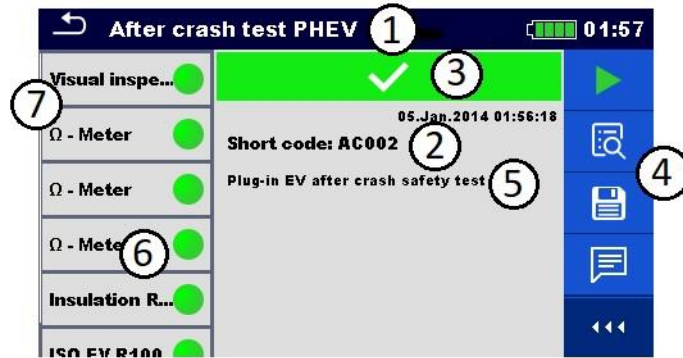 After crash test PHEV
1
01:57
Visual inspe...
3
7
05.Jan.2014 01:56:18
Ω - Meter
Short code: AC002
2
4
Ω - Meter
Plug-in EV after crash safety test
5
Ω - Mete
6
Insulation R...
ISO EV R100